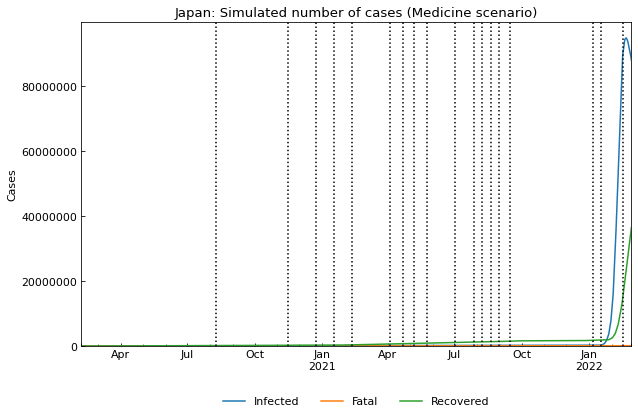 Japan: Simulated number of cases (Medicine scenario)
80000000
60000000
40000000
20000000
0
Cases
Apr Jul Oct Jan Apr Jul Oct Jan
2021 2022
Infected Fatal Recovered